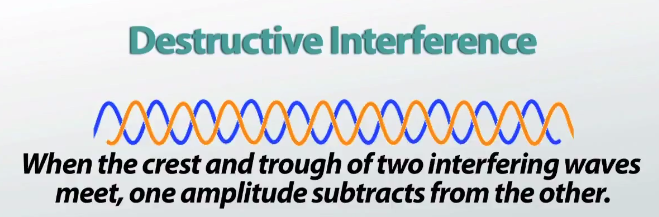 Destructive Interference
When the crest and trough of two interfering waves
meet, one amplitude subtracts from the other.